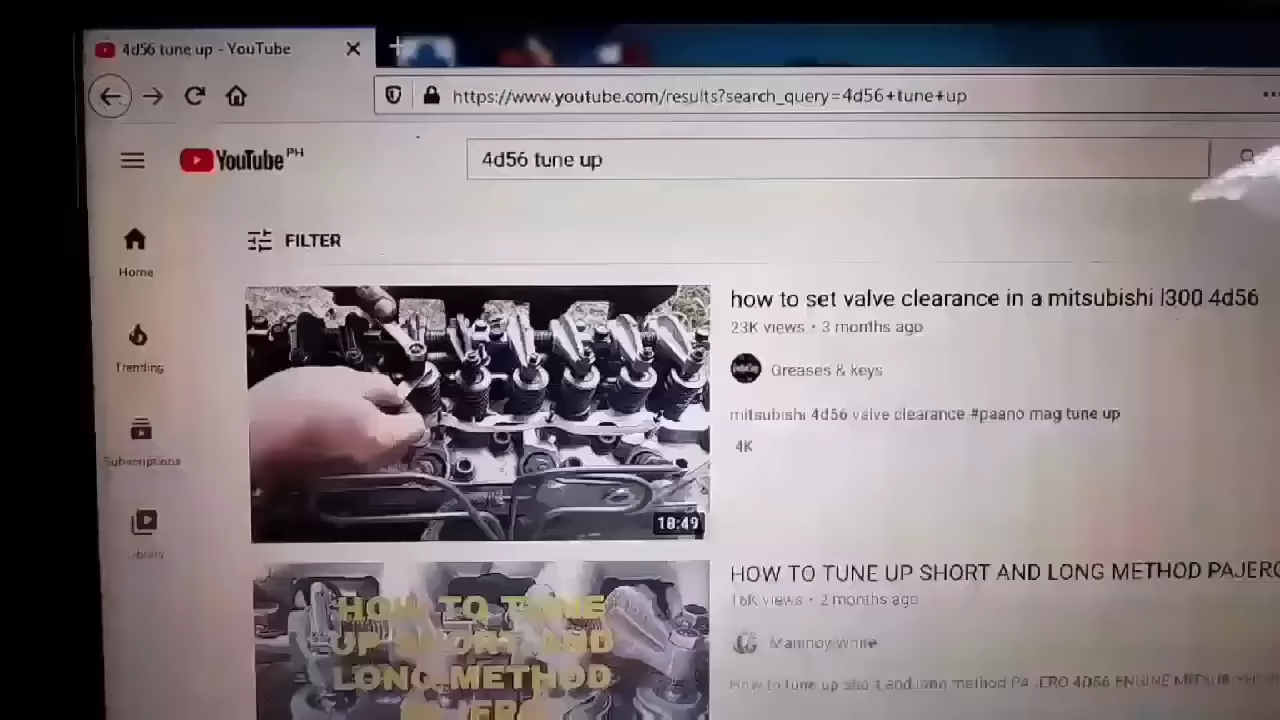 4d56 tune up - YouTube
https://www.youtube.com/results?search_query=4d56+tune+up
YouTube PH
4d56 tune up
FILTER
Home
Trending
Subscriptions
Library
how to set valve clearance in a mitsubishi l300 4d56
23K views • 3 months ago
Greases & Keys
mitsubishi 4d56 valve clearance #paano mag tune up
4K
18:49
HOW TO TUNE
UP SHORT AND
LONG METHOD
PAJERO
HOW TO TUNE UP SHORT AND LONG METHOD PAJERO
16K views • 2 months ago
White
How to tune up short and long method PAJERO 4D56 ENGINE